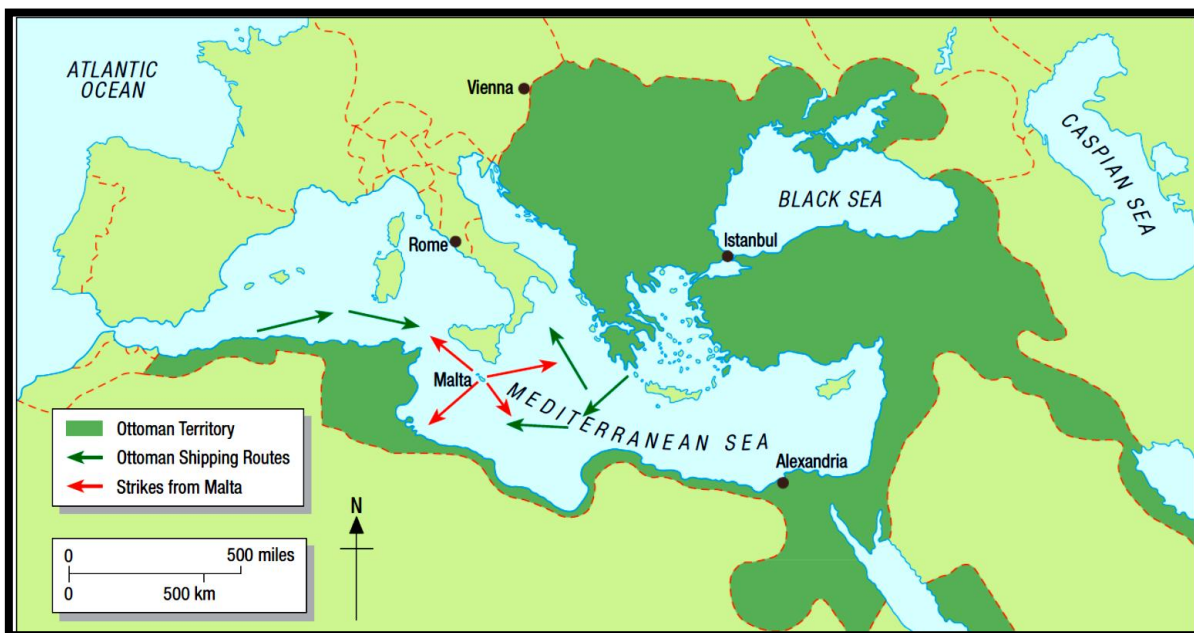 ATLANTIC
OCEAN
Vienna
CASPIAN SEA
BLACK SEA
Rome
Istanbul
Malta
MEDITERRANEAN SEA
Alexandria
Ottoman Territory
Ottoman Shipping Routes
Strikes from Malta
N
0 500 miles
0 500 km